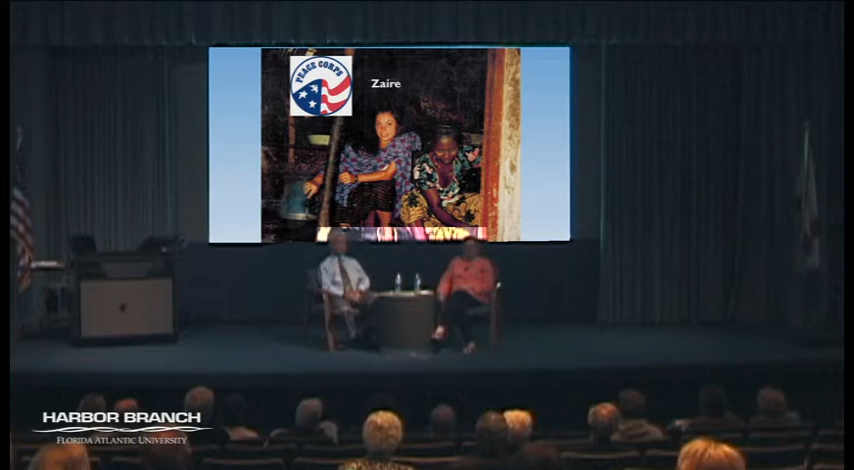 PEACE CORPS
Zaire
HARBOR BRANCH
FLORIDA ATLANTIC UNIVERSITY